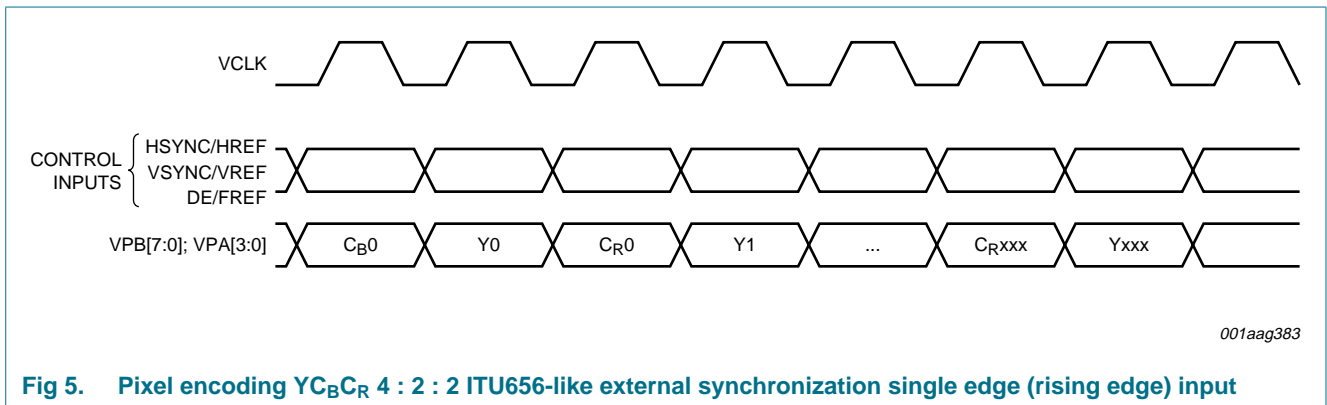 VCLK
CONTROL
INPUTS
HSYNC/HREF
VSYNC/VREF
DE/FREF
VPB[7:0]; VPA[3:0]
CB0
Y0
CR0
Y1
...
CRxxx
Yxxx
001aag383
Fig 5. Pixel encoding YCBCR 4 : 2 : 2 ITU656-like external synchronization single edge (rising edge) input